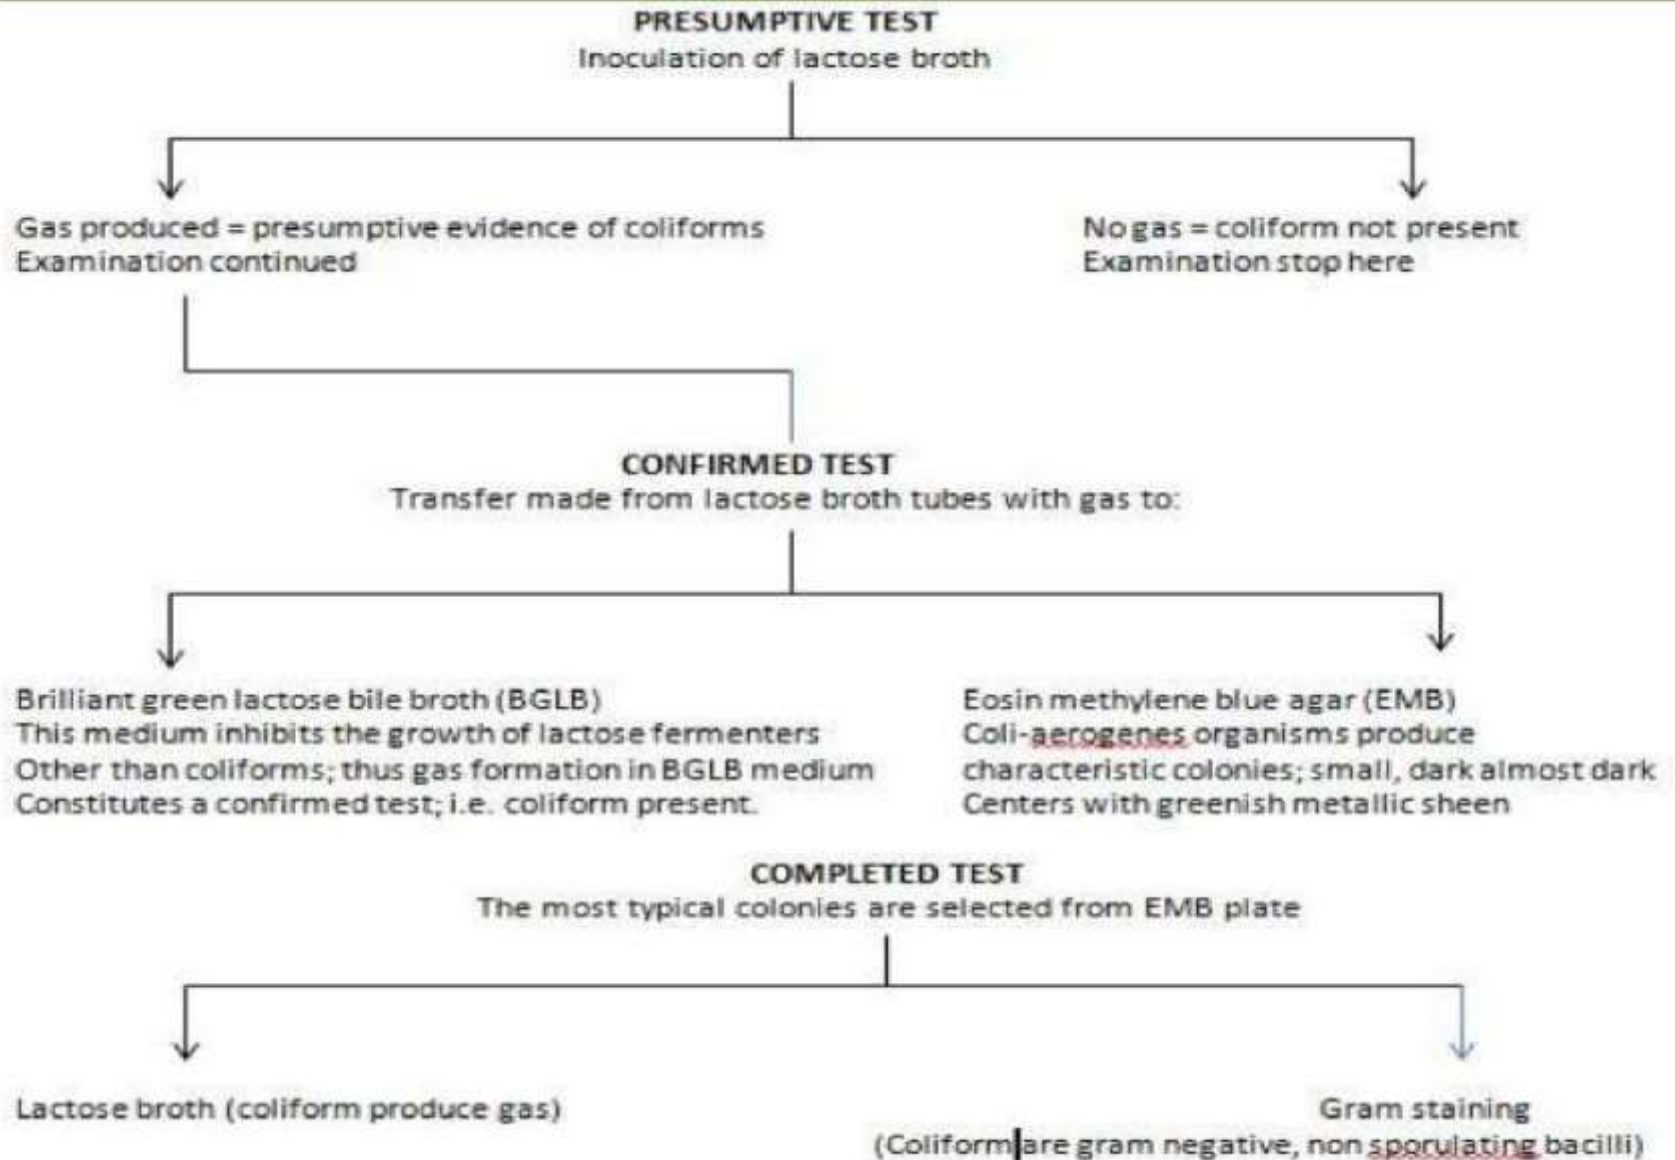 PRESUMPTIVE TEST
Inoculation of lactose broth
Gas produced = presumptive evidence of coliforms
Examination continued
No gas = coliform not present
Examination stop here
CONFIRMED TEST
Transfer made from lactose broth tubes with gas to:
Brilliant green lactose bile broth (BGLB)
This medium inhibits the growth of lactose fermenters
Other than coliforms; thus gas formation in BGLB medium
Constitutes a confirmed test; i.e. coliform present.
Eosin methylene blue agar (EMB)
Coli-aerogenes organisms produce
characteristic colonies; small, dark almost dark
Centers with greenish metallic sheen
COMPLETED TEST
The most typical colonies are selected from EMB plate
Lactose broth (coliform produce gas)
Gram staining
(Coliform are gram negative, non sporulating bacilli)